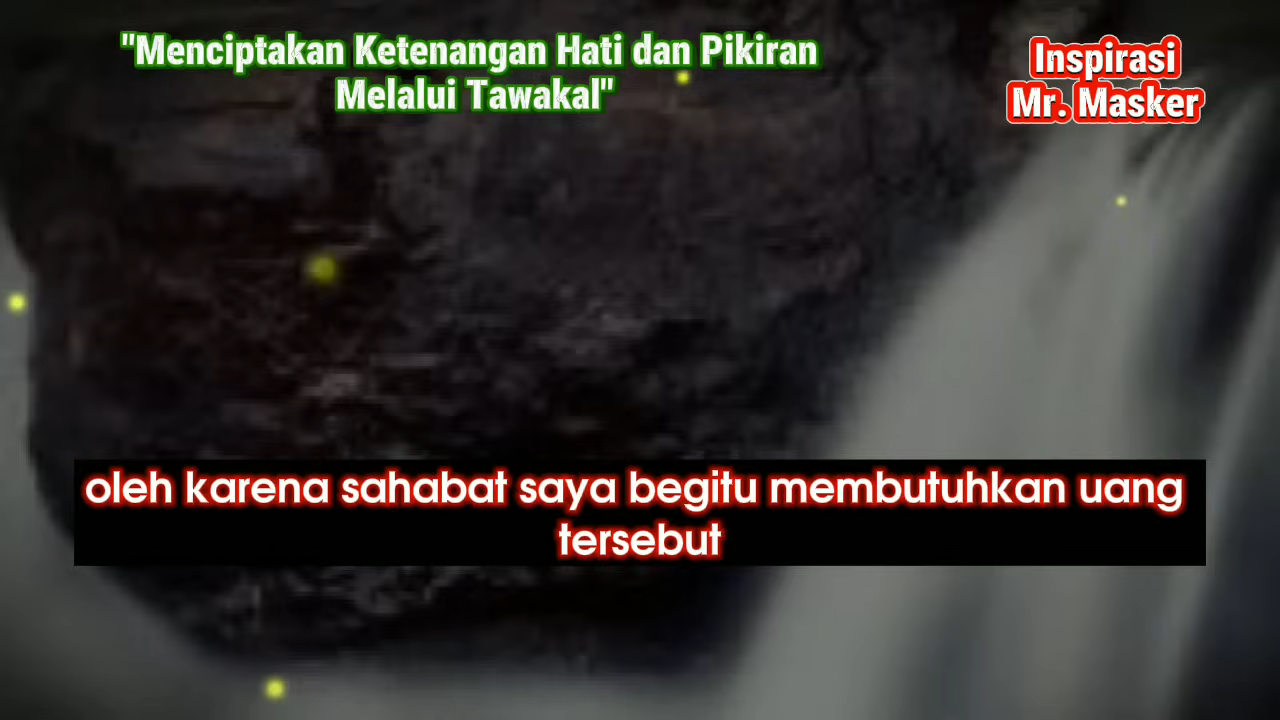 "Menciptakan Ketenangan Hati dan Pikiran
Melalui Tawakal"
Inspirasi
Mr. Masker
oleh karena sahabat saya begitu membutuhkan uang
tersebut